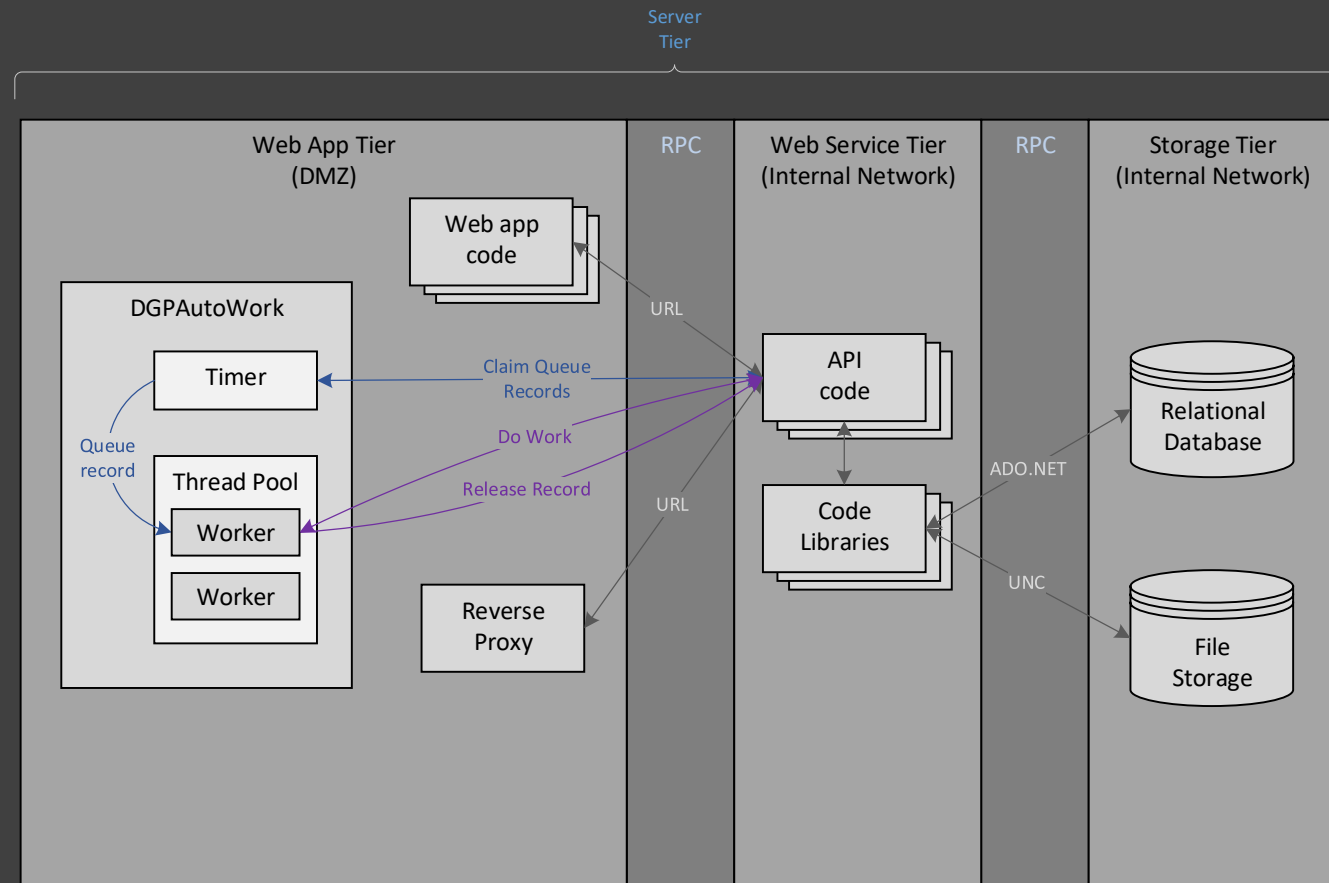 Server
Tier
Web App Tier
(DMZ)
RPC
Web Service Tier
(Internal Network)
RPC
Storage Tier
(Internal Network)
Web app
code
URL
DGPAutoWork
Timer
Claim Queue
Records
API
code
Queue
record
Do Work
Relational
Database
Thread Pool
Release Record
ADO.NET
URL
Worker
Code
Libraries
Worker
UNC
Reverse
Proxy
File
Storage